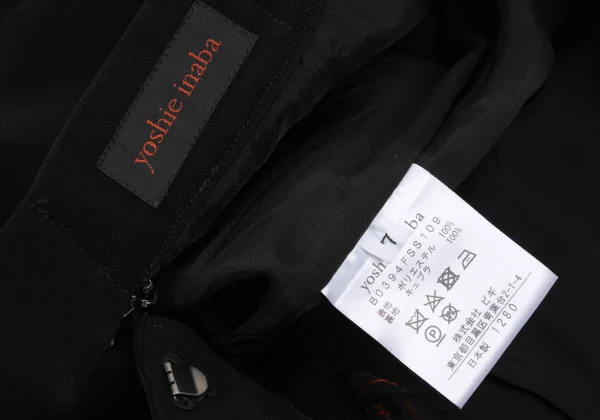 yoshie inaba
yoshie inaba
7
B0394FSS109
表地 ポリエステル 100%
裏地 キュプラ 100%
P
株式会社 ビギ
東京都目黒区青葉台2-1-4
日本製 1280